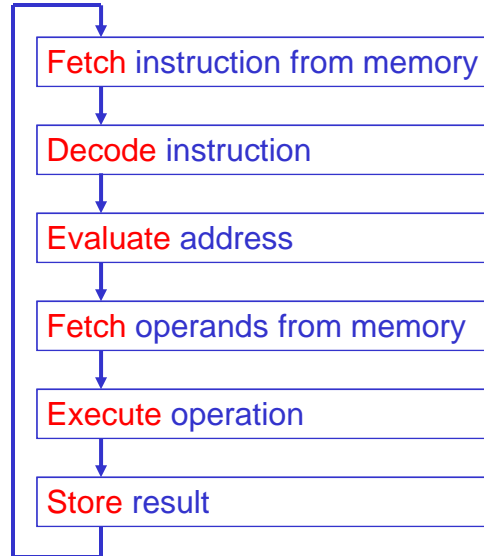 Fetch instruction from memory
Decode instruction
Evaluate address
Fetch operands from memory
Execute operation
Store result